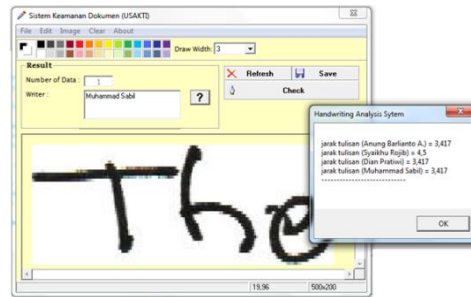 Sistem Keamanan Dokumen (USAKTI)
File Edit Image Clear About
Draw Width: 3
Result
Number of Data : 1
Writer : Muhammad Sabil
?
Refresh Save
Check
Handwriting Analysis Sytem
jarak tulisan (Anung Barlianto A.) = 3,417
jarak tulisan (Syaikhu Rojib) = 4,5
jarak tulisan (Dian Pratiwi) = 3,417
jarak tulisan (Muhammad Sabil) = 3,417
----------------------------
OK
The
19,96 500x200